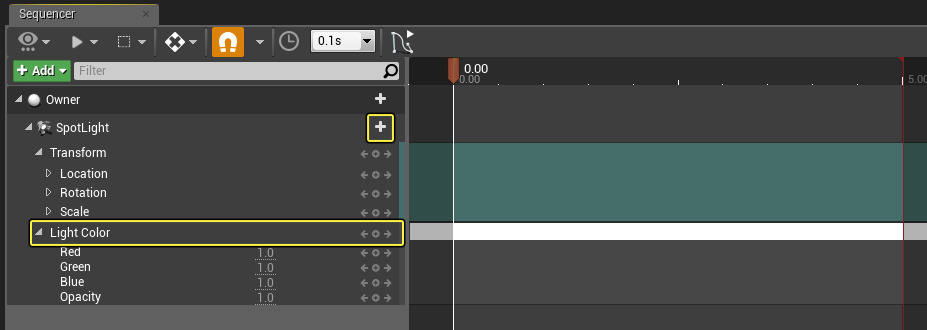 Sequencer
0.1s
Add Filter
0.00
0.00 5.00
Owner
SpotLight
Transform
Location
Rotation
Scale
Light Color
Red 1.0
Green 1.0
Blue 1.0
Opacity 1.0